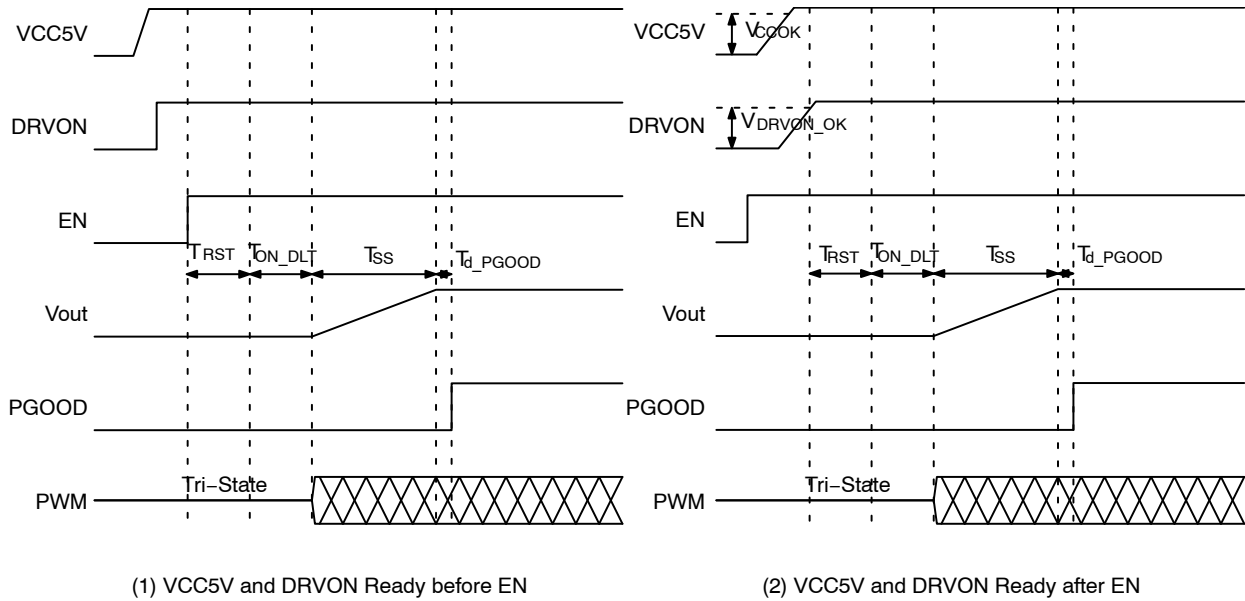 VCC5V
DRVON
EN
TRST TON_DLT TSS Td_PGOOD
Vout
PGOOD
PWM Tri−State
(1) VCC5V and DRVON Ready before EN
VCC5V VCCOK
DRVON VDRVON_OK
EN
TRST TON_DLT TSS Td_PGOOD
Vout
PGOOD
PWM Tri−State
(2) VCC5V and DRVON Ready after EN